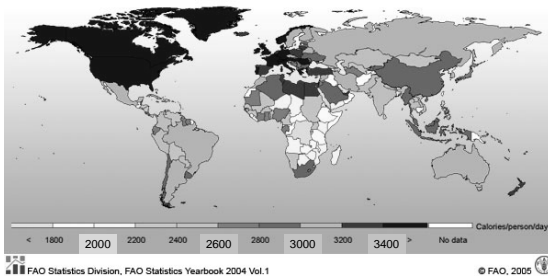 Calories/person/day
< 1800 2000 2200 2400 2600 2800 3000 3200 3400 > No data
FAO Statistics Division, FAO Statistics Yearbook 2004 Vol.1 © FAO, 2005